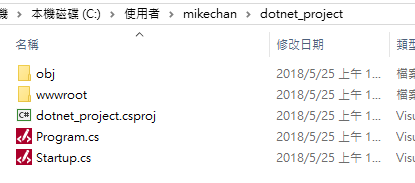 機 › 本機磁碟 (C:) › 使用者 › mikechan › dotnet_project
名稱 修改日期 類型
obj 2018/5/25 上午 1... 檔案
wwwroot 2018/5/25 上午 1... 檔案
dotnet_project.csproj 2018/5/25 上午 1... Visu
Program.cs 2018/5/25 上午 1... Visu
Startup.cs 2018/5/25 上午 1... Visu